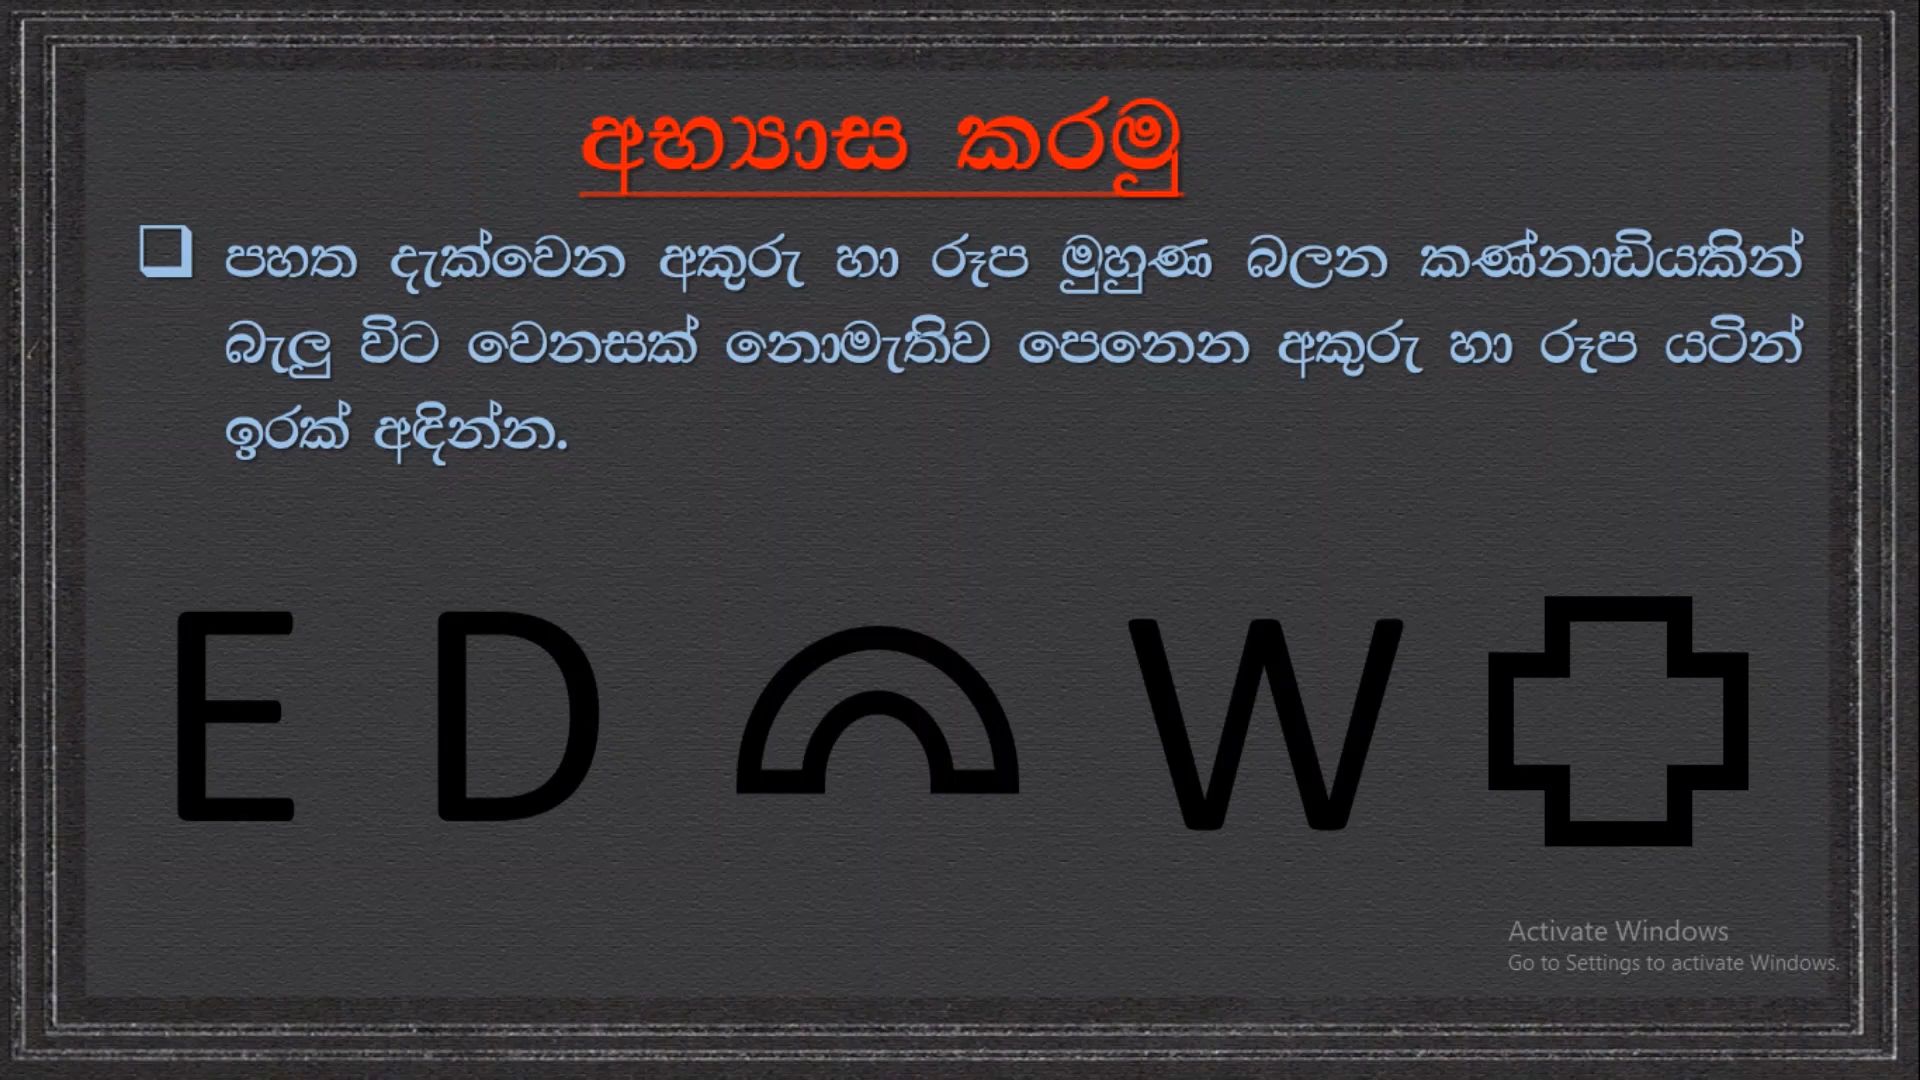 අභ්‍යාස කරමු
පහත දැක්වෙන අකුරු හා රූප මුහුණ බලන කණ්නාඩියකින්
බැලු විට වෙනසක් නොමැතිව පෙනෙන අකුරු හා රූප යටින්
ඉරක් අඳින්න.
E D W
Activate Windows
Go to Settings to activate Windows.